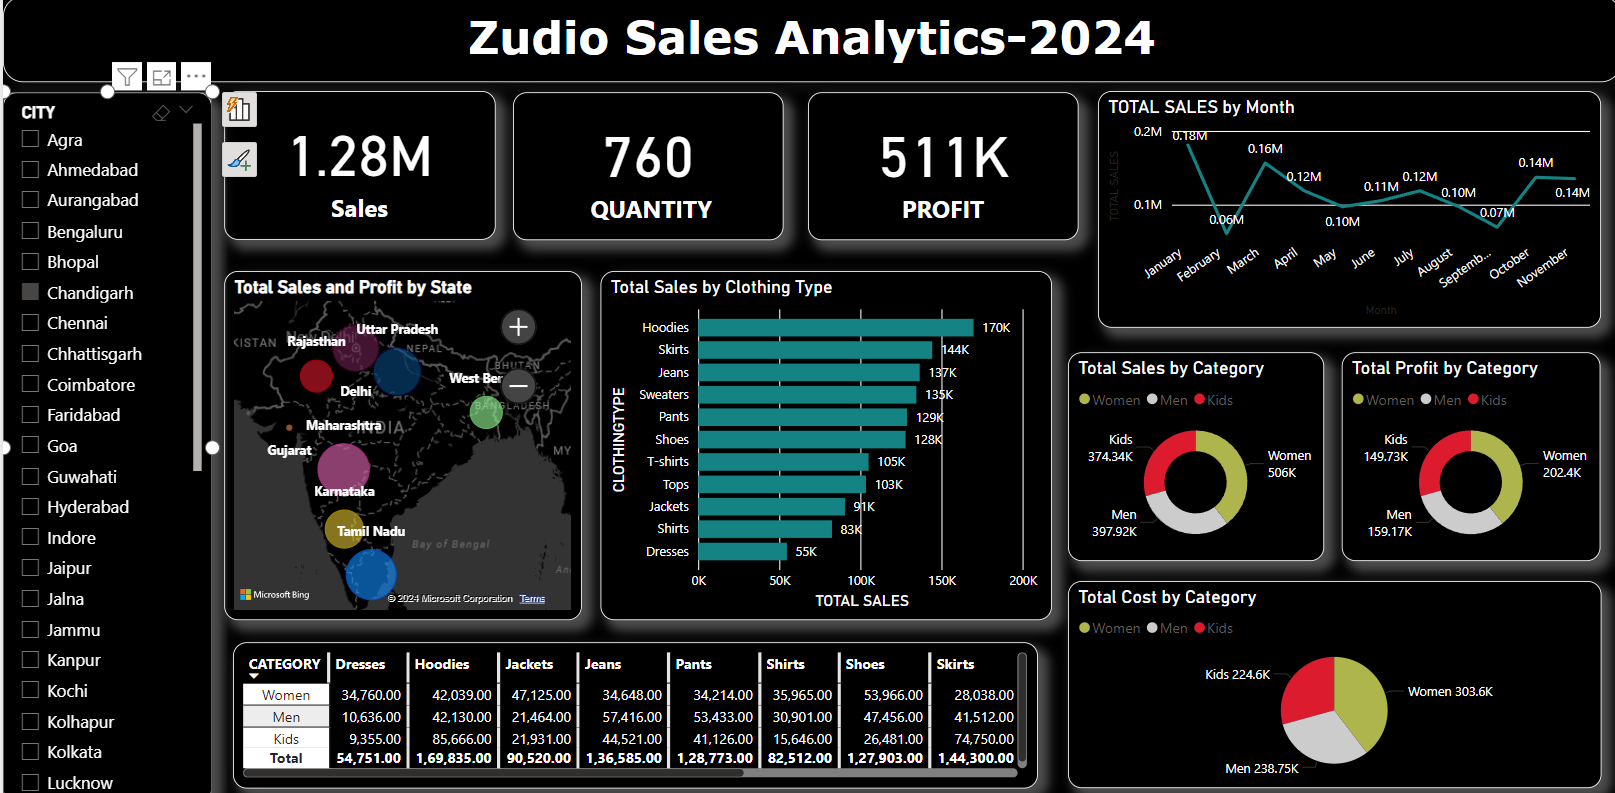 Zudio Sales Analytics-2024
CITY
Agra
Ahmedabad
Aurangabad
Bengaluru
Bhopal
Chandigarh
Chennai
Chhattisgarh
Coimbatore
Faridabad
Goa
Guwahati
Hyderabad
Indore
Jaipur
Jalna
Jammu
Kanpur
Kochi
Kolhapur
Kolkata
Lucknow
1.28M
Sales
760
QUANTITY
511K
PROFIT
TOTAL SALES by Month
TOTAL SALES
0.2M
0.1M
0.18M
0.06M
0.16M
0.12M
0.10M
0.11M
0.12M
0.10M
0.07M
0.14M
0.14M
January
February
March
April
May
June
July
August
Septemb...
October
November
Month
Total Sales and Profit by State
Uttar Pradesh
New Delhi
KISTAN
Rajasthan
NEPAL
BHUTAN
Delhi
West Ber
BANGLADESH
Maharashtra
INDIA
Gujarat
MY
Karnataka
Tamil Nadu
Bay of Bengal
An
Microsoft Bing
© 2024 Microsoft Corporation Terms
Total Sales by Clothing Type
CLOTHINGTYPE
Hoodies 170K
Skirts 144K
Jeans 137K
Sweaters 135K
Pants 129K
Shoes 128K
T-shirts 105K
Tops 103K
Jackets 91K
Shirts 83K
Dresses 55K
0K 50K 100K 150K 200K
TOTAL SALES
Total Sales by Category
Women Men Kids
Kids
374.34K
Women
506K
Men
397.92K
Total Profit by Category
Women Men Kids
Kids
149.73K
Women
202.4K
Men
159.17K
Total Cost by Category
Women Men Kids
Kids 224.6K
Women 303.6K
Men 238.75K
CATEGORY Dresses Hoodies Jackets Jeans Pants Shirts Shoes Skirts
Women 34,760.00 42,039.00 47,125.00 34,648.00 34,214.00 35,965.00 53,966.00 28,038.00
Men 10,636.00 42,130.00 21,464.00 57,416.00 53,433.00 30,901.00 47,456.00 41,512.00
Kids 9,355.00 85,666.00 21,931.00 44,521.00 41,126.00 15,646.00 26,481.00 74,750.00
Total 54,751.00 1,69,835.00 90,520.00 1,36,585.00 1,28,773.00 82,512.00 1,27,903.00 1,44,300.00